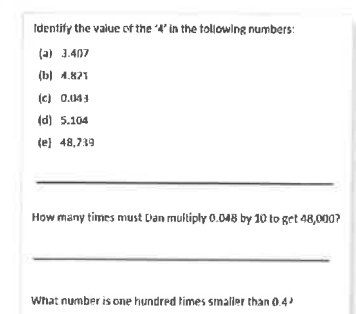 Identify the value of the '4' in the following numbers:
(a) 3.407
(b) 4.821
(c) 0.043
(d) 5.104
(e) 48,739
How many times must Dan multiply 0.048 by 10 to get 48,000?
What number is one hundred times smaller than 0.4?